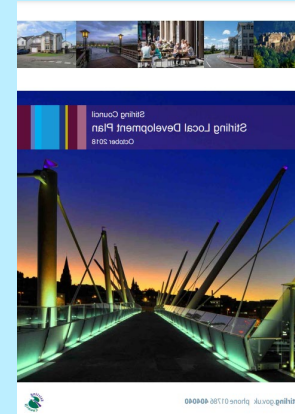 Stirling Council
Stirling Local Development Plan
October 2018
stirling.gov.uk phone 01786 404040